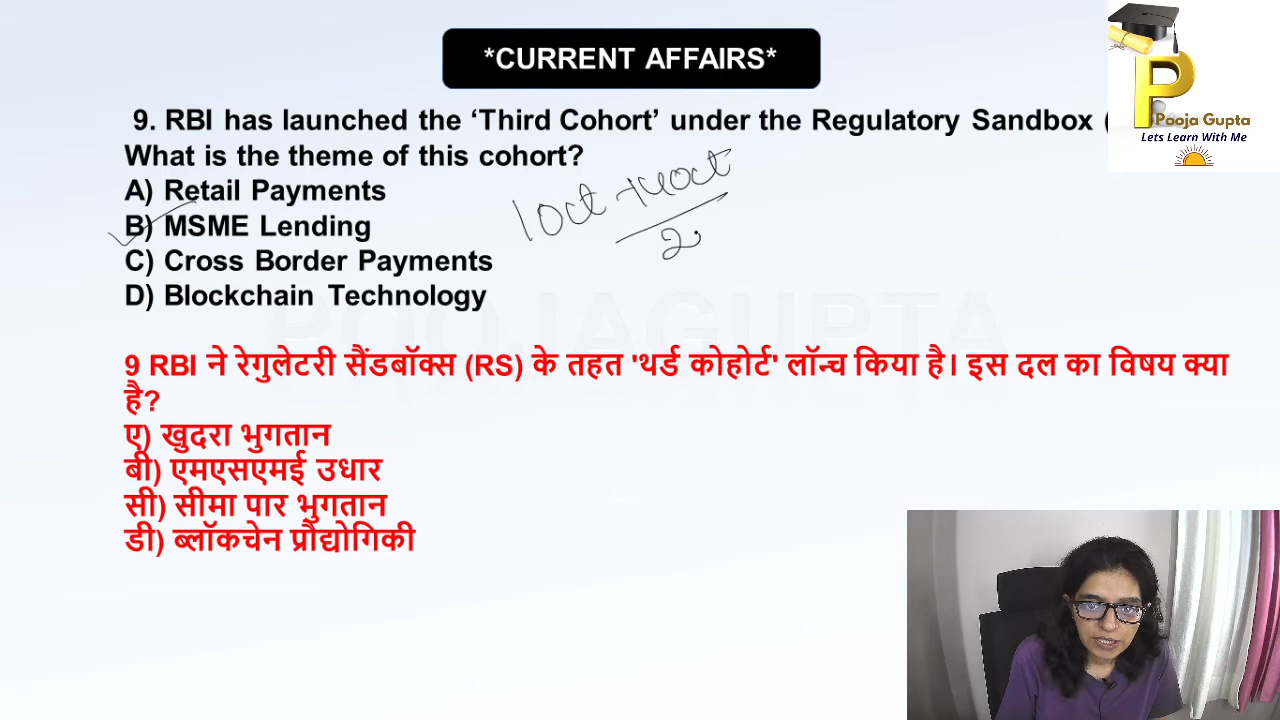 *CURRENT AFFAIRS*
P
Pooja Gupta
Lets Learn With Me
9. RBI has launched the ‘Third Cohort’ under the Regulatory Sandbox (
What is the theme of this cohort?
A) Retail Payments
B) MSME Lending
C) Cross Border Payments
D) Blockchain Technology
2
POOJAGUPTA
9 RBI ने रेगुलेटरी सैंडबॉक्स (RS) के तहत 'थर्ड कोहोर्ट' लॉन्च किया है। इस दल का विषय क्या
है?
ए) खुदरा भुगतान
बी) एमएसएमई उधार
सी) सीमा पार भुगतान
डी) ब्लॉकचेन प्रौद्योगिकी